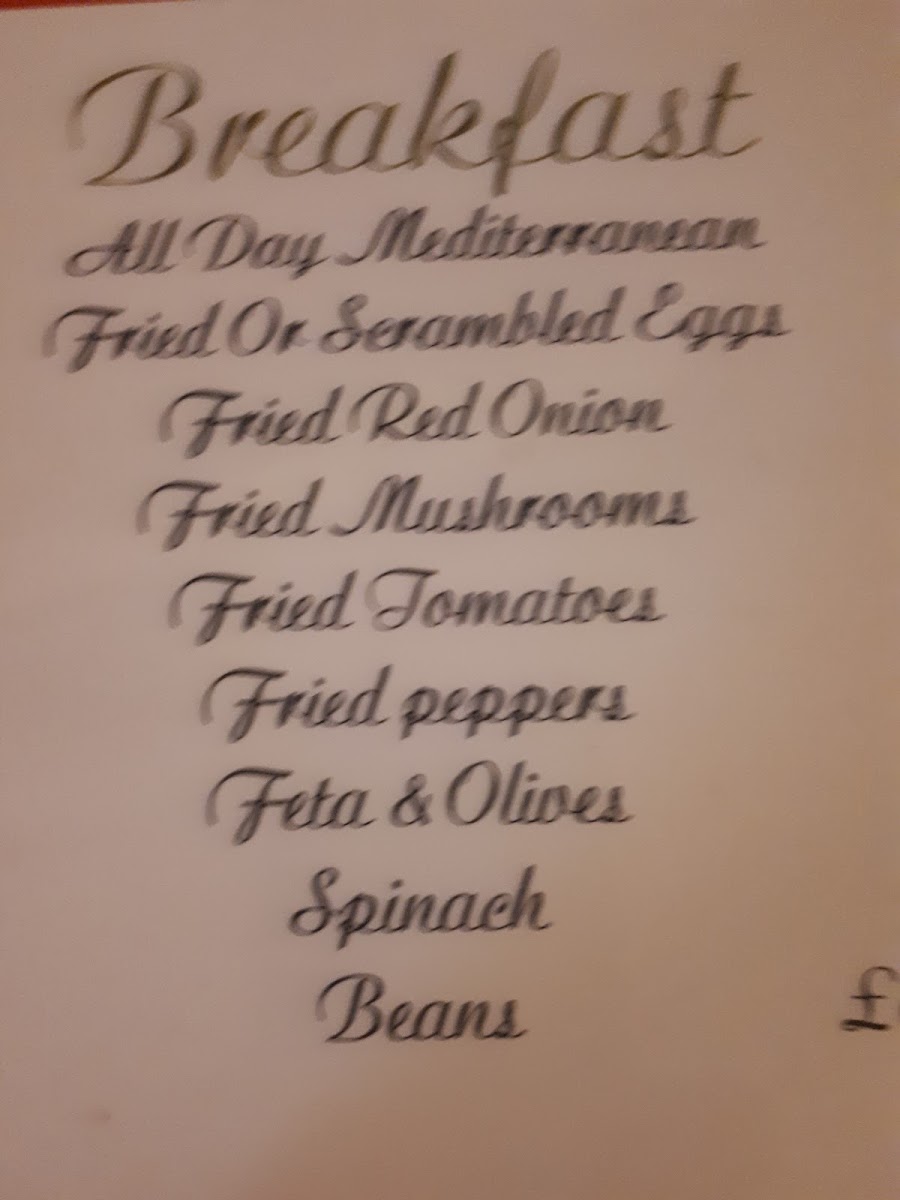 Breakfast
All Day Mediterranean
Fried Or Scrambled Eggs
Fried Red Onion
Fried Mushrooms
Fried Tomatoes
Fried peppers
Feta & Olives
Spinach
Beans
£